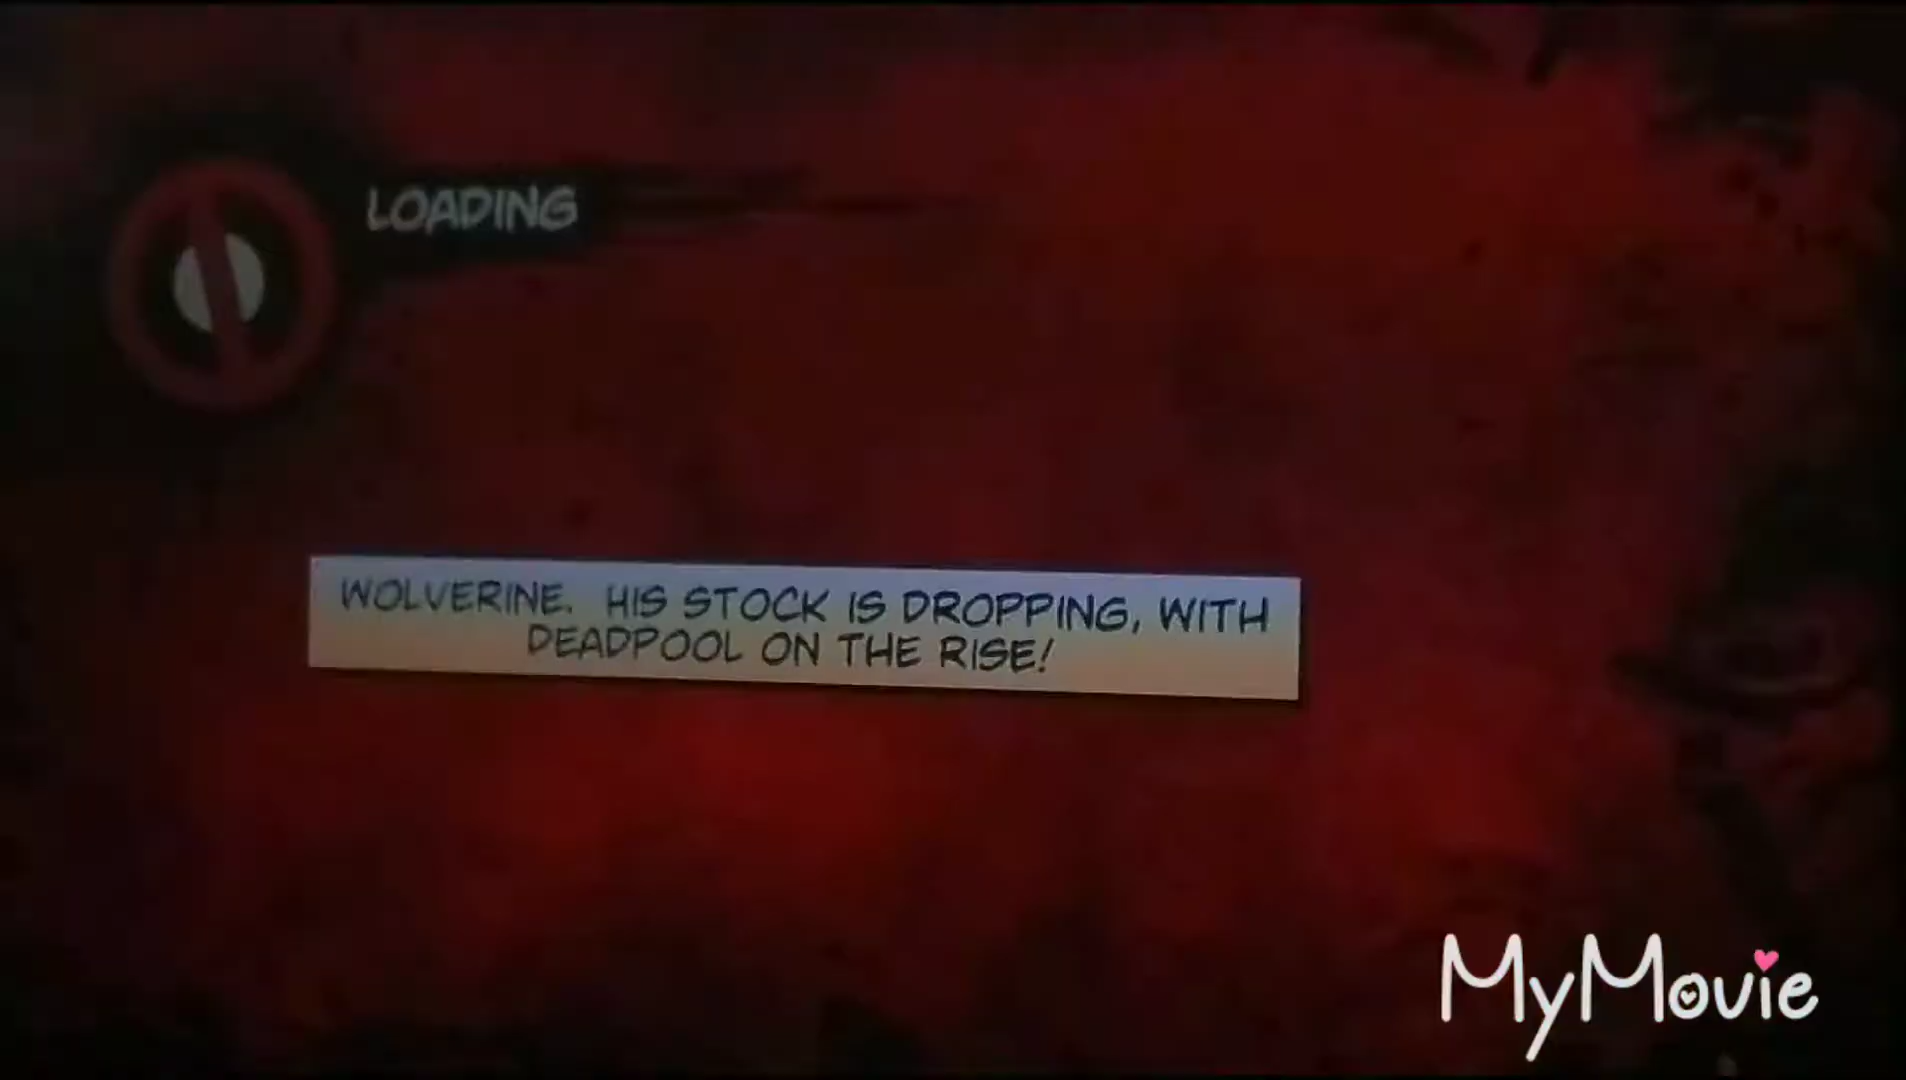 LOADING
WOLVERINE. HIS STOCK IS DROPPING, WITH
DEADPOOL ON THE RISE!
MyMovie